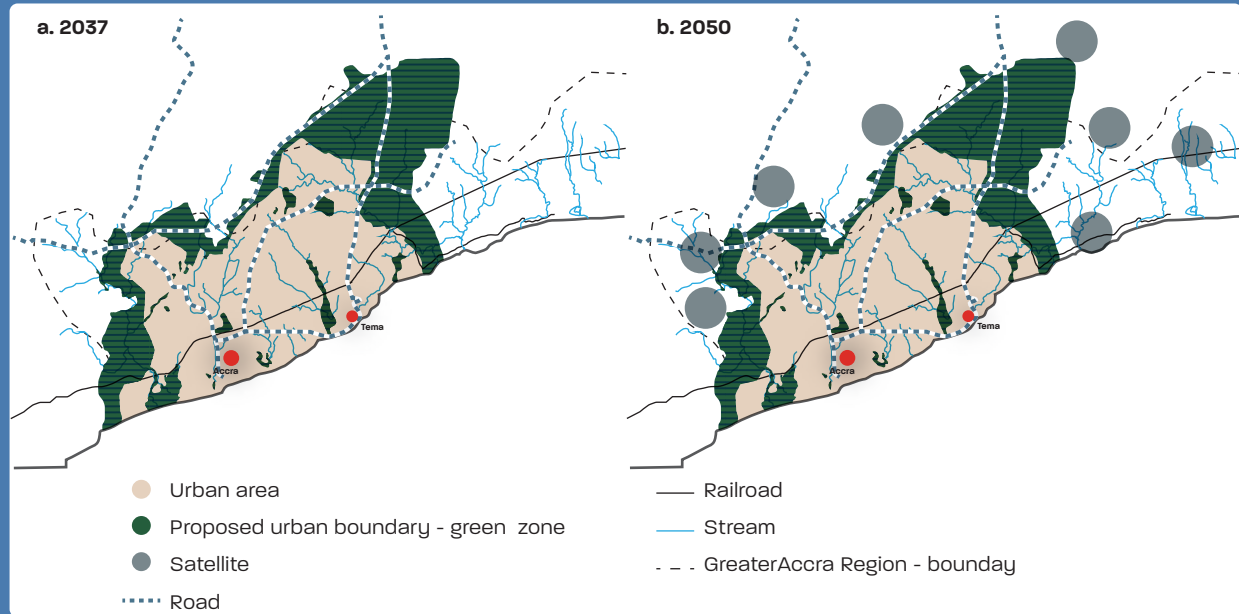 a. 2037
b. 2050
Tema
Accra
Tema
Accra
Urban area
Proposed urban boundary - green zone
Satellite
Road
Railroad
Stream
GreaterAccra Region - bounday